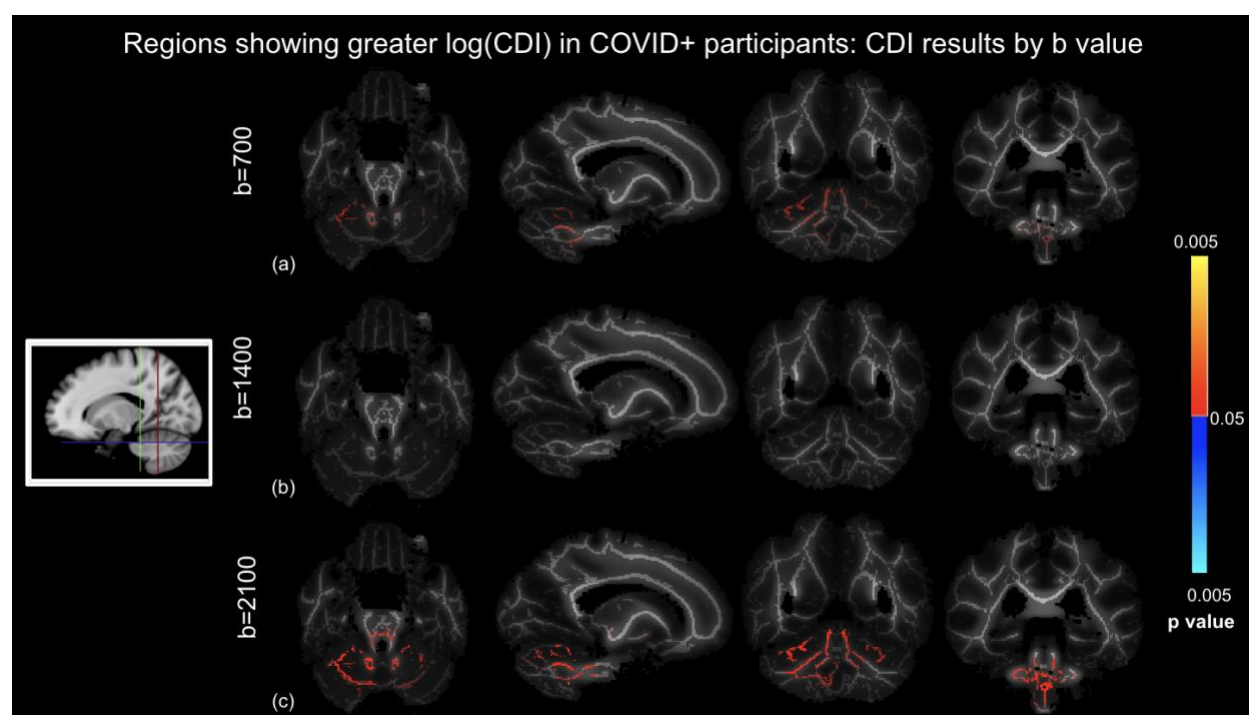 Regions showing greater log(CDI) in COVID+ participants: CDI results by b value
b=700
(a)
b=1400
(b)
b=2100
(c)
0.005
0.05
0.005
p value